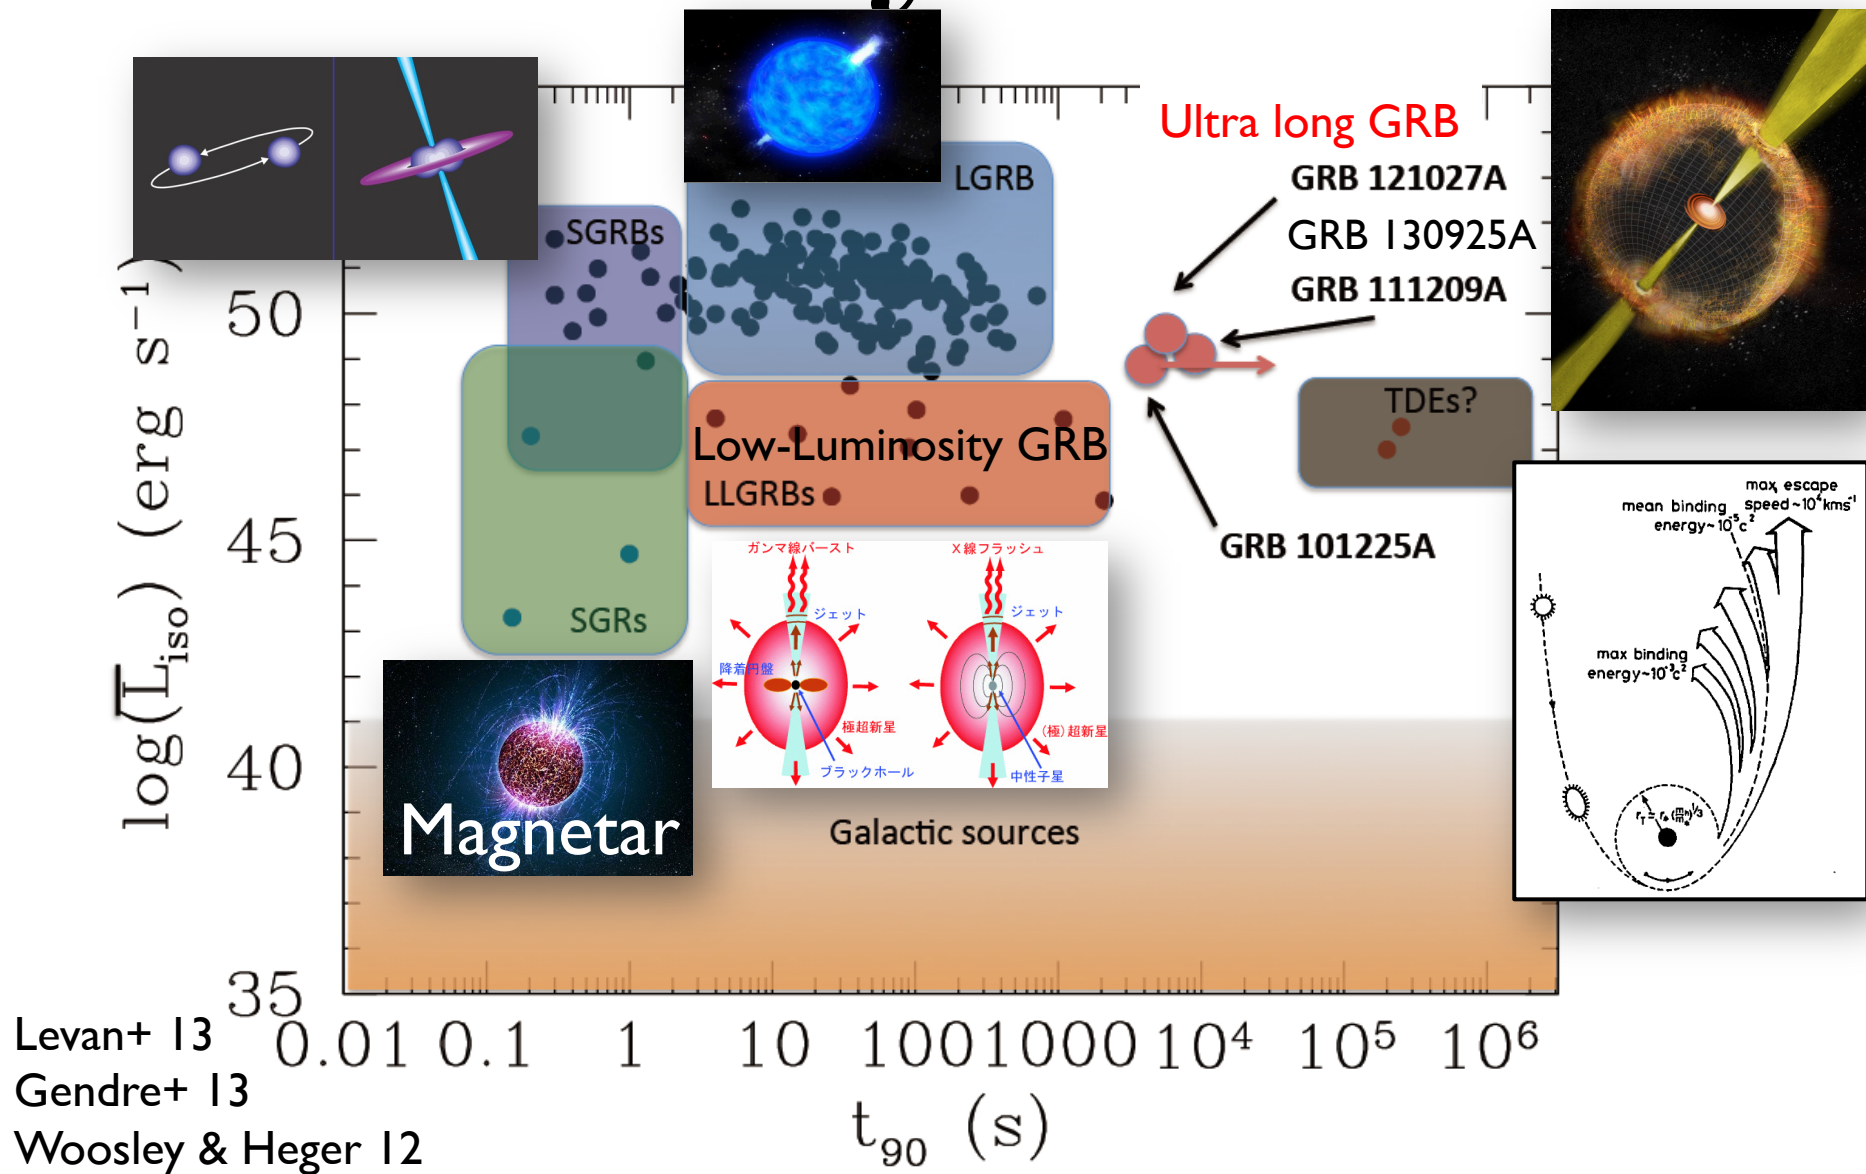 Ultra long GRB
GRB 121027A
GRB 130925A
GRB 111209A
LGRB
SGRBs
TDEs?
Low-Luminosity GRB
LLGRBs
GRB 101225A
SGRs
Magnetar
Galactic sources
ガンマ線バースト
X線フラッシュ
ジェット
ジェット
降着円盤
極超新星
(極)超新星
ブラックホール
中性子星
max escape
speed~10⁴kms⁻¹
mean binding
energy~10⁻⁵c²
max binding
energy~10⁻³c²
log(L̅iso) (erg s⁻¹)
50
45
40
35
0.01 0.1 1 10 100 1000 10⁴ 10⁵ 10⁶
t₉₀ (s)
Levan+ 13
Gendre+ 13
Woosley & Heger 12